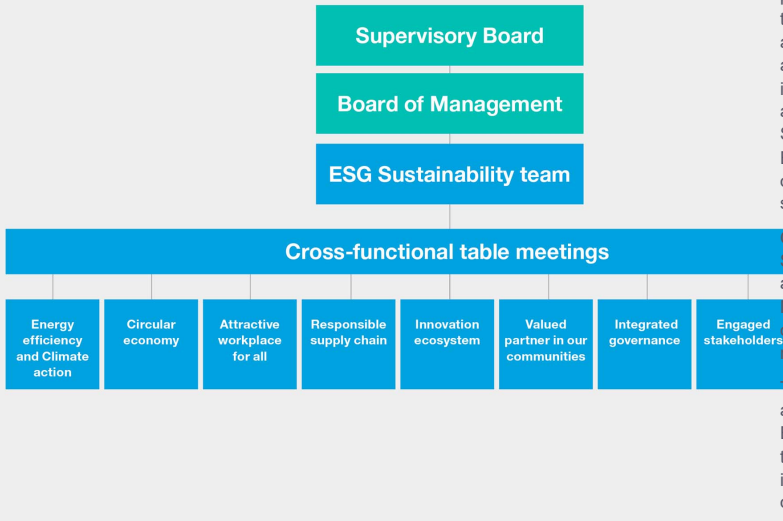 Supervisory Board
Board of Management
ESG Sustainability team
Cross-functional table meetings
Energy
efficiency
and Climate
action
Circular
economy
Attractive
workplace
for all
Responsible
supply chain
Innovation
ecosystem
Valued
partner in our
communities
Integrated
governance
Engaged
stakeholders